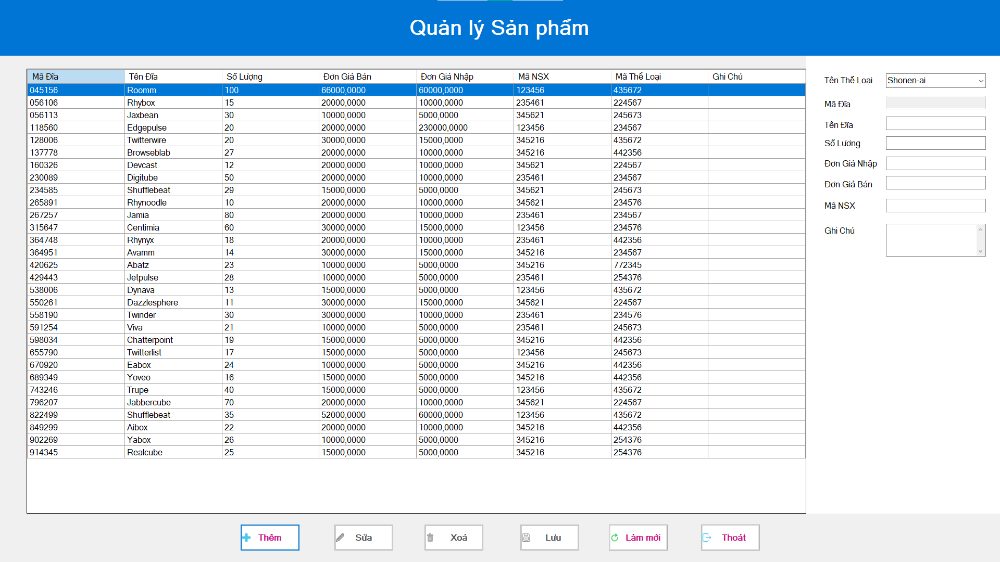 Quản lý Sản phẩm
Mã Đĩa Tên Đĩa Số Lượng Đơn Giá Bán Đơn Giá Nhập Mã NSX Mã Thể Loại Ghi Chú
045156 Roomm 100 66000,0000 60000,0000 123456 435672
056106 Rhybox 15 20000,0000 10000,0000 235461 224567
056113 Jaxbean 30 10000,0000 5000,0000 345621 245673
118560 Edgepulse 20 20000,0000 230000,0000 123456 234567
128006 Twitterwire 20 30000,0000 15000,0000 345216 435672
137778 Browseblab 27 20000,0000 10000,0000 345216 442356
160326 Devcast 12 20000,0000 10000,0000 345621 224567
230089 Digitube 50 20000,0000 10000,0000 235461 234567
234585 Shufflebeat 29 15000,0000 5000,0000 345621 245673
265891 Rhynoodle 10 20000,0000 10000,0000 345621 234576
267257 Jamia 80 20000,0000 10000,0000 235461 234567
315647 Centimia 60 30000,0000 15000,0000 123456 234576
364748 Rhynyx 18 20000,0000 10000,0000 235461 442356
364951 Avamm 14 30000,0000 15000,0000 345216 234567
420625 Abatz 23 10000,0000 5000,0000 345216 772345
429443 Jetpulse 28 10000,0000 5000,0000 235461 254376
538006 Dynava 13 15000,0000 5000,0000 123456 435672
550261 Dazzlesphere 11 30000,0000 15000,0000 345621 224567
558190 Twinder 30 30000,0000 10000,0000 235461 234576
591254 Viva 21 10000,0000 5000,0000 235461 245673
598034 Chatterpoint 19 15000,0000 5000,0000 345216 442356
655790 Twitterlist 17 15000,0000 5000,0000 123456 245673
670920 Eabox 24 10000,0000 5000,0000 345216 442356
689349 Yoveo 16 15000,0000 5000,0000 345216 442356
743246 Trupe 40 15000,0000 5000,0000 123456 435672
796207 Jabbercube 70 20000,0000 10000,0000 345621 224567
822499 Shufflebeat 35 52000,0000 60000,0000 123456 435672
849299 Aibox 22 20000,0000 10000,0000 345216 442356
902269 Yabox 26 10000,0000 5000,0000 345216 254376
914345 Realcube 25 15000,0000 5000,0000 345216 254376
Tên Thể Loại Shonen-ai
Mã Đĩa
Tên Đĩa
Số Lượng
Đơn Giá Nhập
Đơn Giá Bán
Mã NSX
Ghi Chú
Thêm Sửa Xoá Lưu Làm mới Thoát